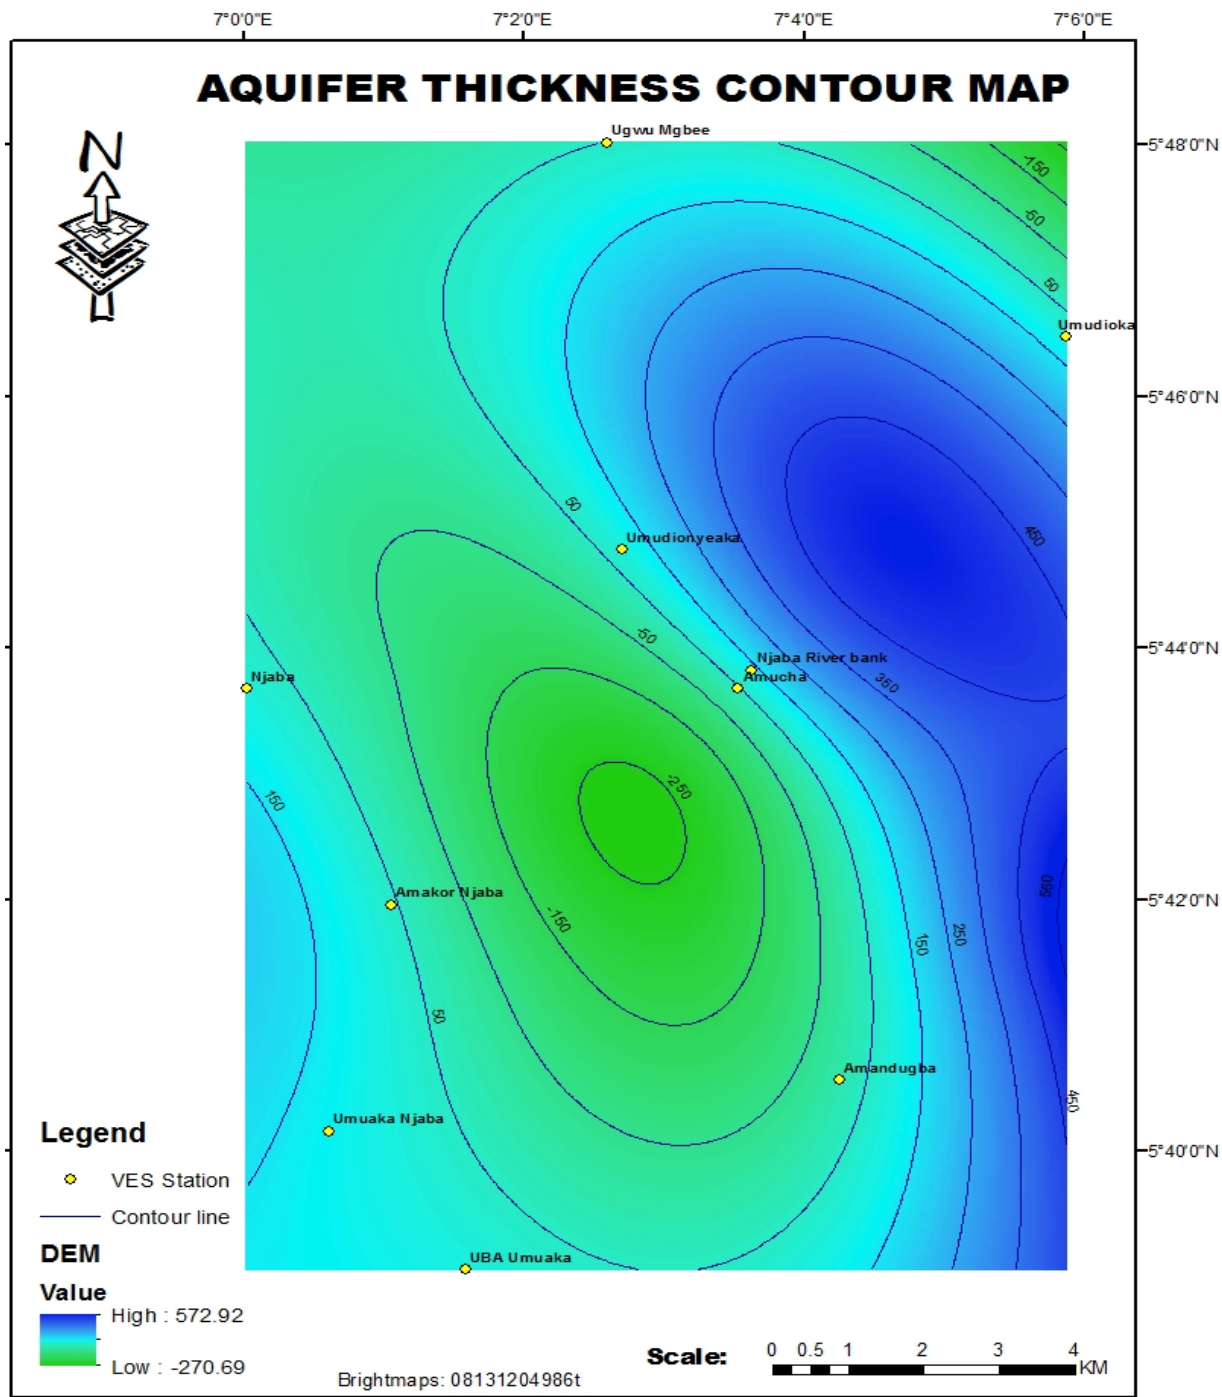 7°0'0"E 7°2'0"E 7°4'0"E 7°6'0"E
AQUIFER THICKNESS CONTOUR MAP
N
Ugwu Mgbee
5°48'0"N
-150
-50
50
Umudioka
5°46'0"N
50
450
Umudionyeaka
-50
5°44'0"N
Njaba River bank
Njaba
Amucha
350
-250
150
550
Amakor Njaba
5°42'0"N
-150
150
250
50
Amandugba
450
Umuaka Njaba
5°40'0"N
UBA Umuaka
Legend
VES Station
Contour line
DEM
Value
High : 572.92
Low : -270.69
Brightmaps: 08131204986t
Scale:
0 0.5 1 2 3 4
KM